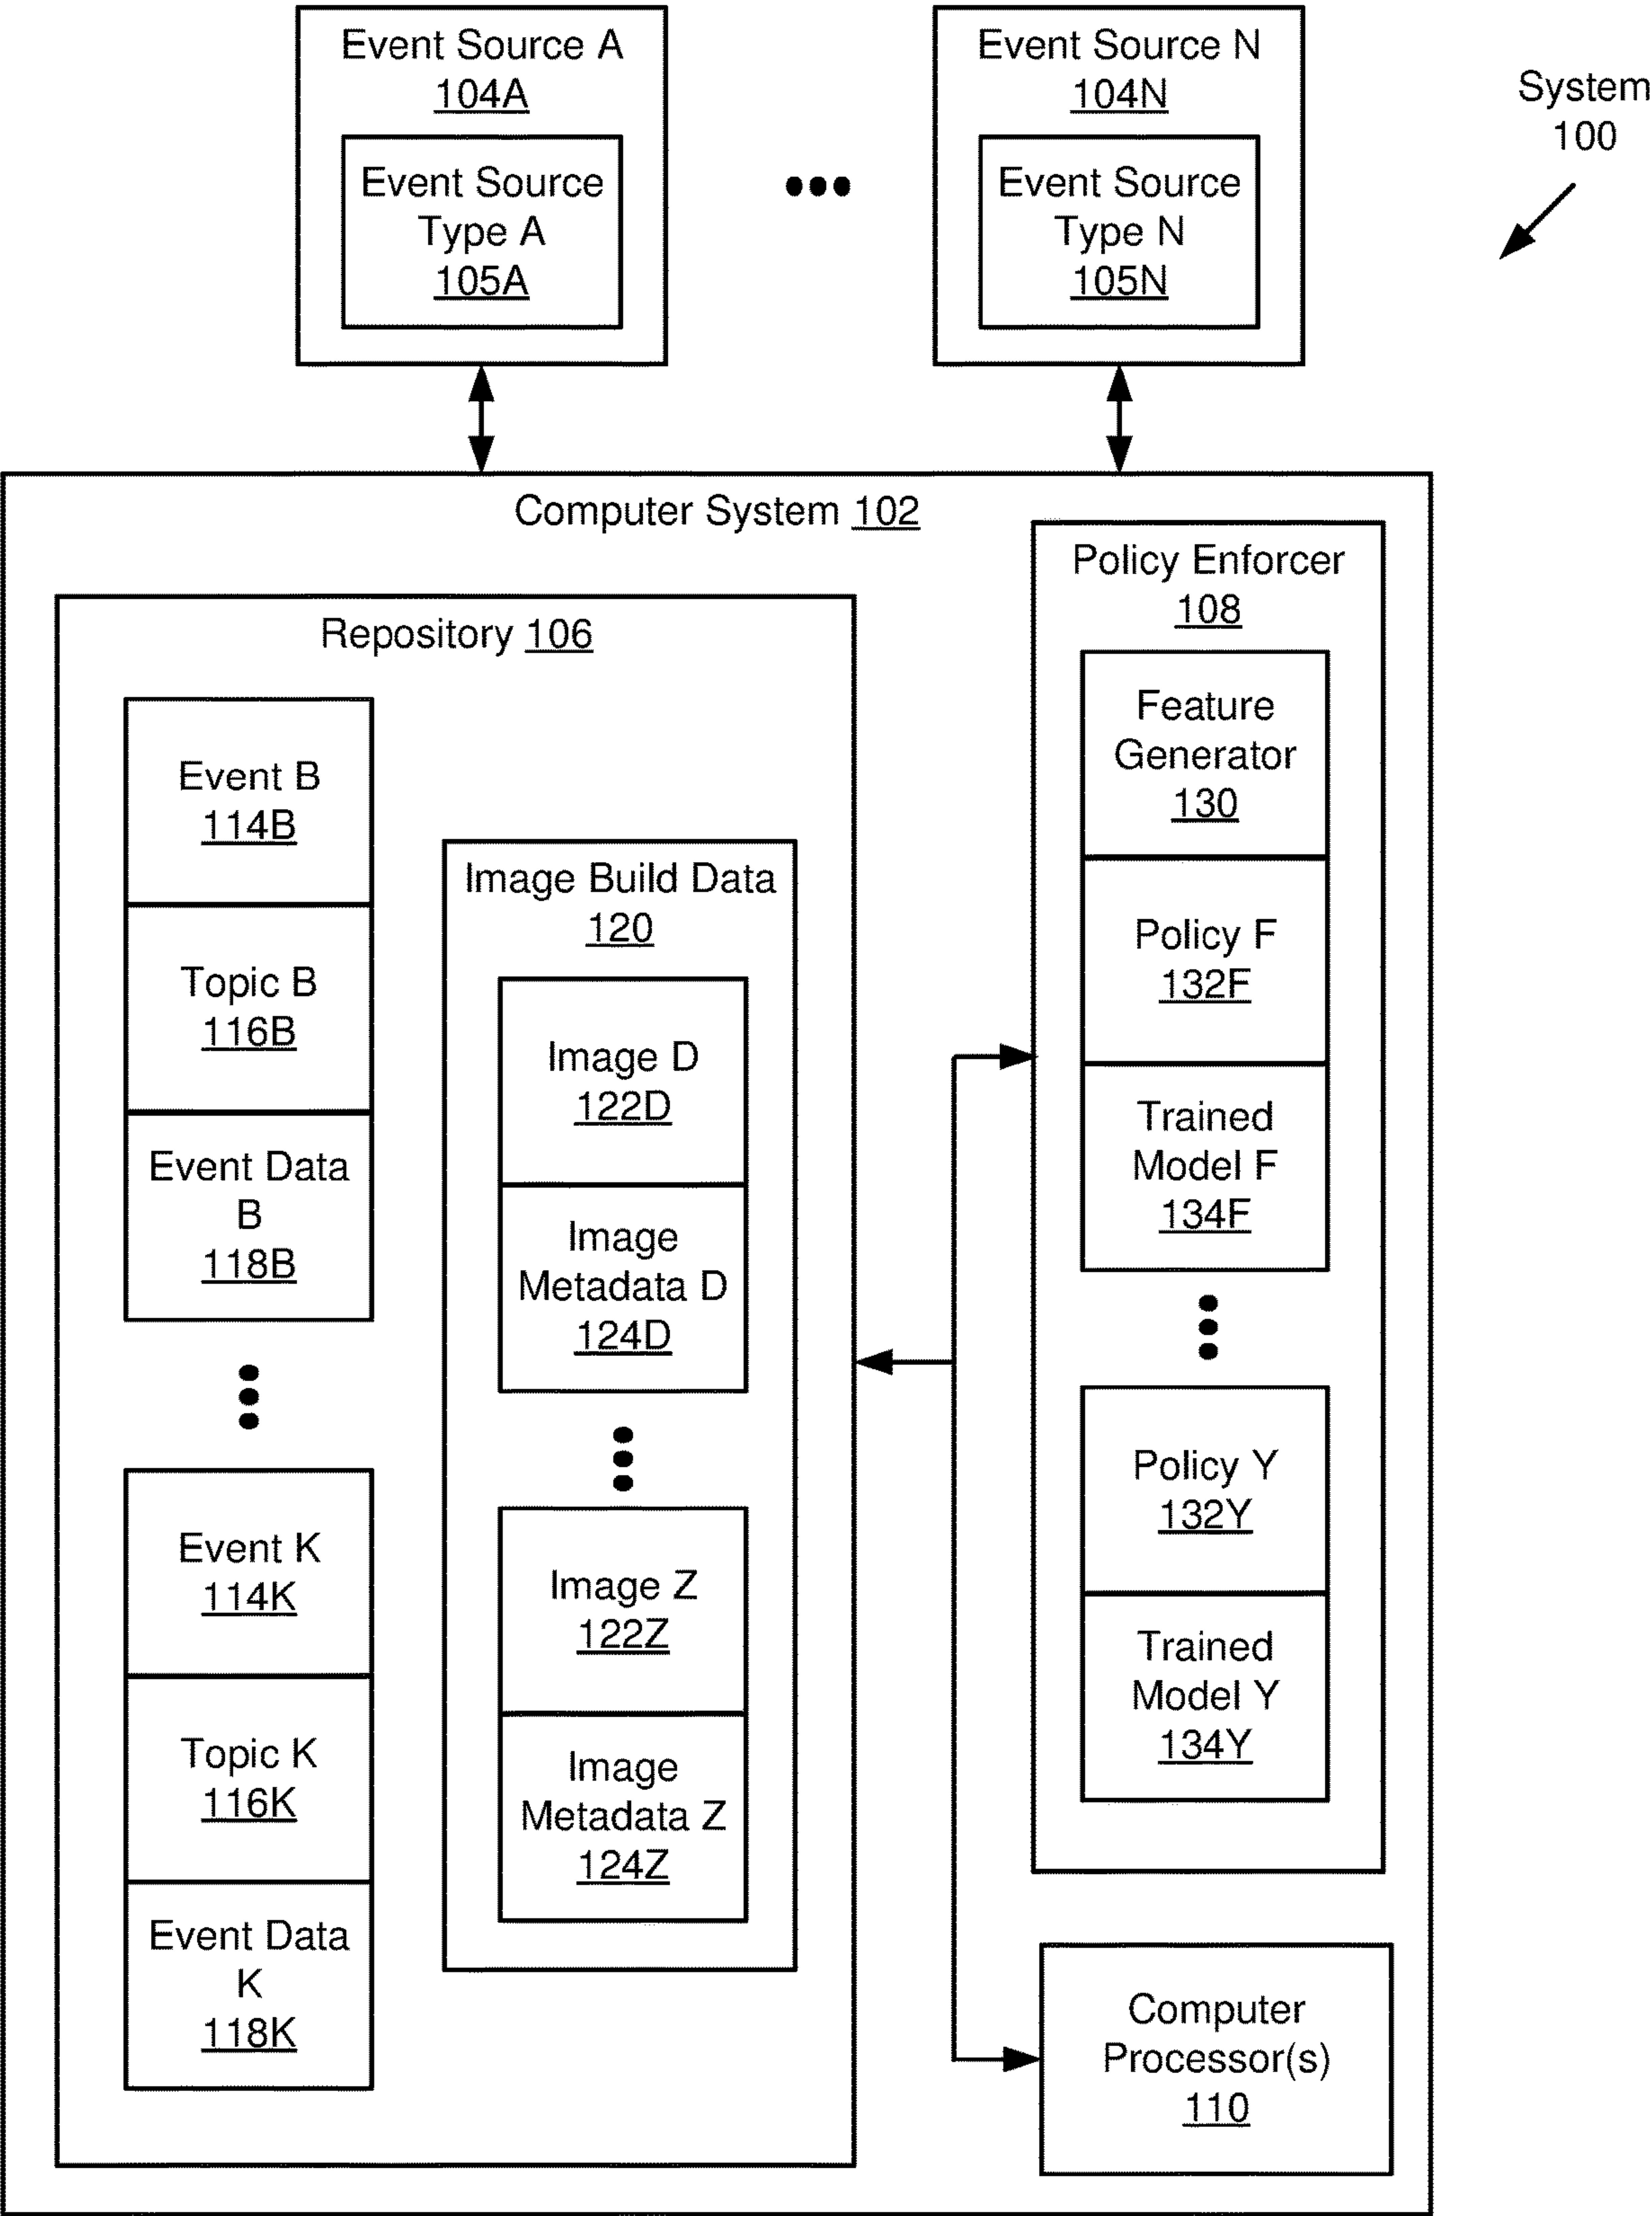 Event Source A
104A
Event Source
Type A
105A
Event Source N
104N
Event Source
Type N
105N
System
100
Computer System 102
Repository 106
Event B
114B
Topic B
116B
Event Data
B
118B
Event K
114K
Topic K
116K
Event Data
K
118K
Image Build Data
120
Image D
122D
Image
Metadata D
124D
Image Z
122Z
Image
Metadata Z
124Z
Policy Enforcer
108
Feature
Generator
130
Policy F
132F
Trained
Model F
134F
Policy Y
132Y
Trained
Model Y
134Y
Computer
Processor(s)
110